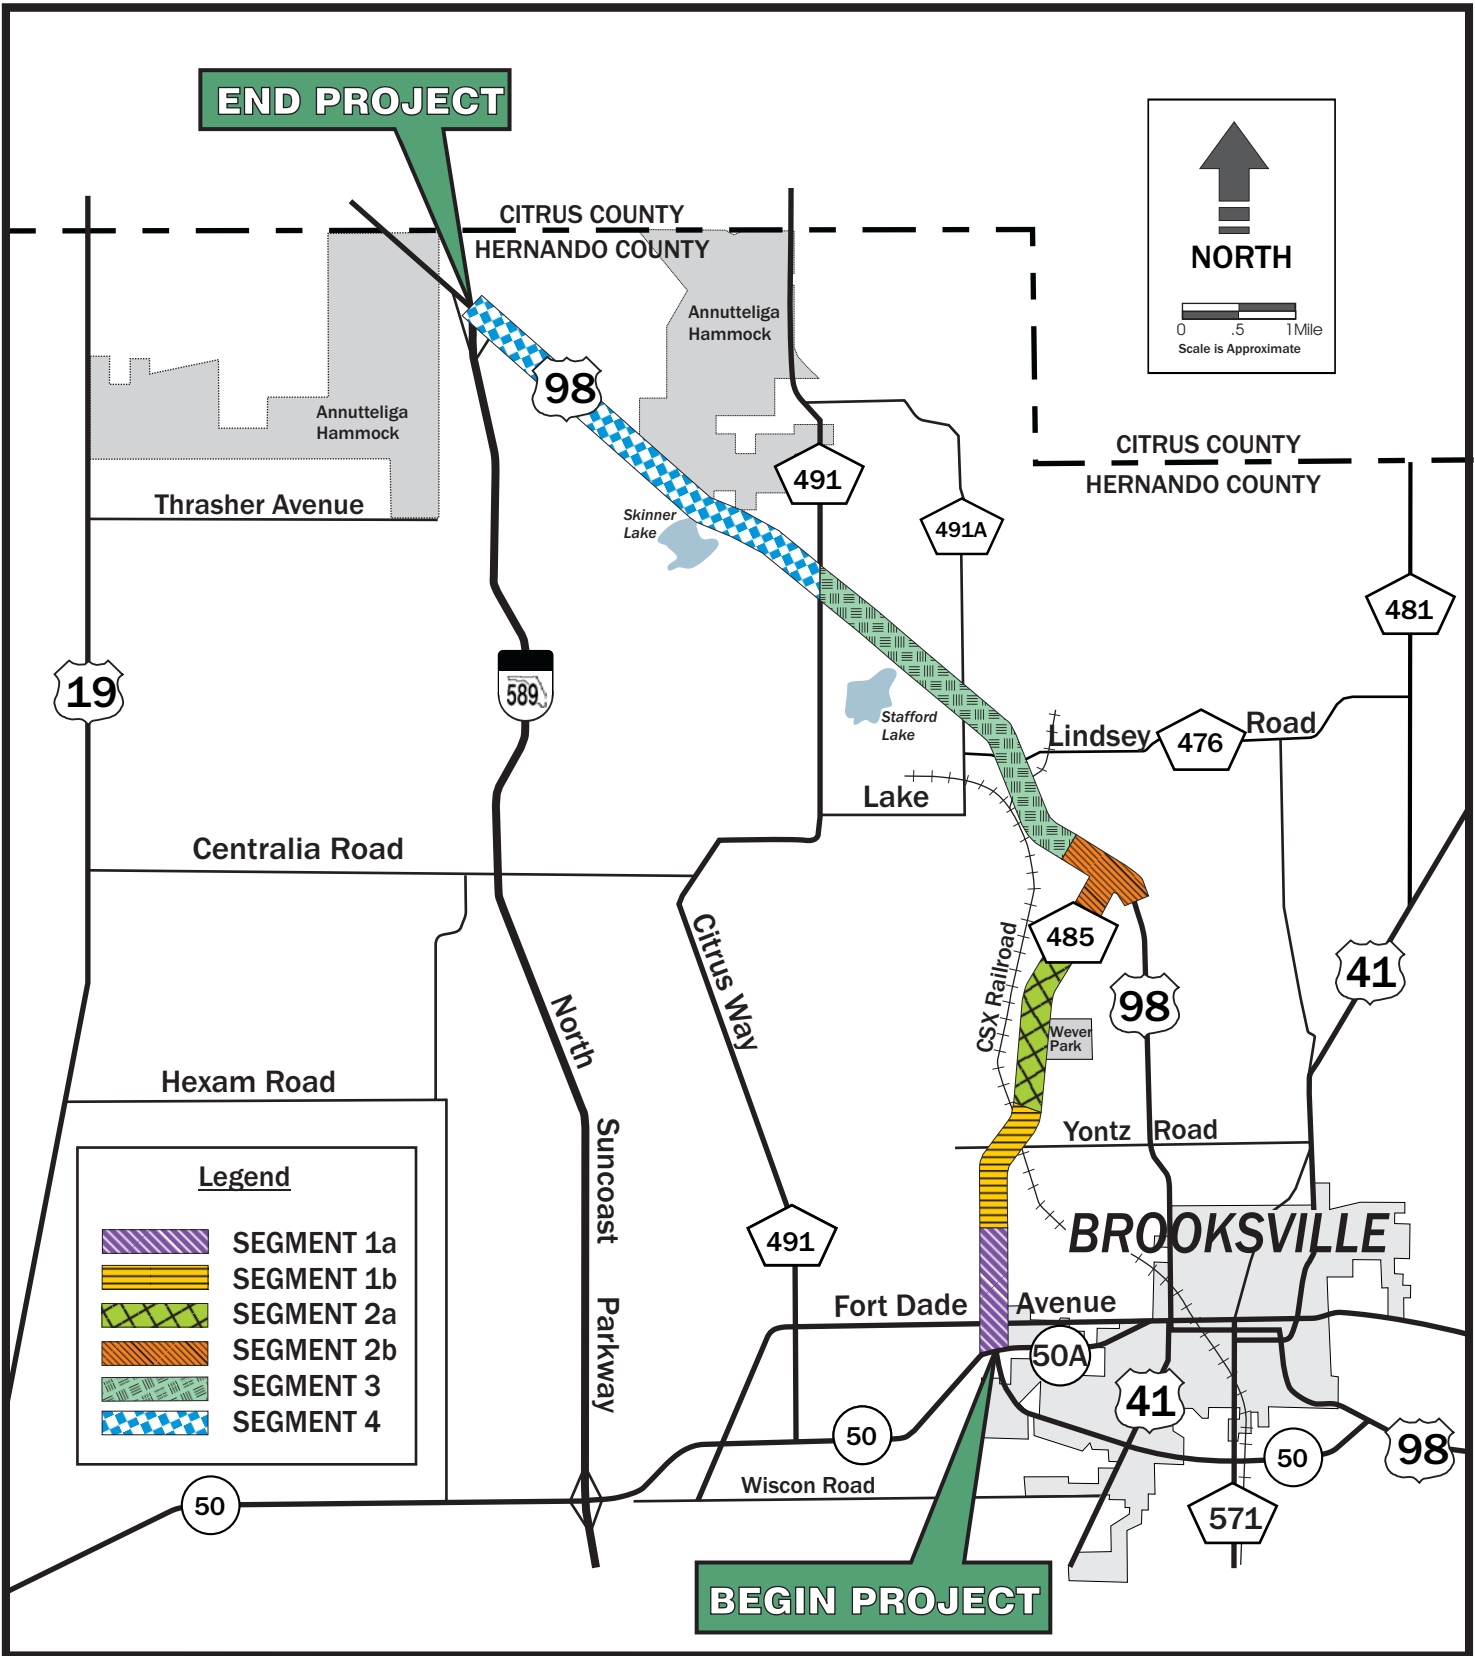 END PROJECT
CITRUS COUNTY
HERNANDO COUNTY
NORTH
0 .5 1Mile
Scale is Approximate
Annutteliga
Hammock
98
Annutteliga
Hammock
CITRUS COUNTY
HERNANDO COUNTY
491
Thrasher Avenue
Skinner
Lake
491A
481
19
589
Stafford
Lake
Lindsey
476
Road
Lake
Centralia Road
Citrus Way
485
CSX Railroad
41
98
North
Wever
Park
Hexam Road
Suncoast
Yontz Road
Legend
SEGMENT 1a
SEGMENT 1b
SEGMENT 2a
SEGMENT 2b
SEGMENT 3
SEGMENT 4
491
BROOKSVILLE
Parkway
Fort Dade Avenue
50A
41
50
50
98
Wiscon Road
50
571
BEGIN PROJECT